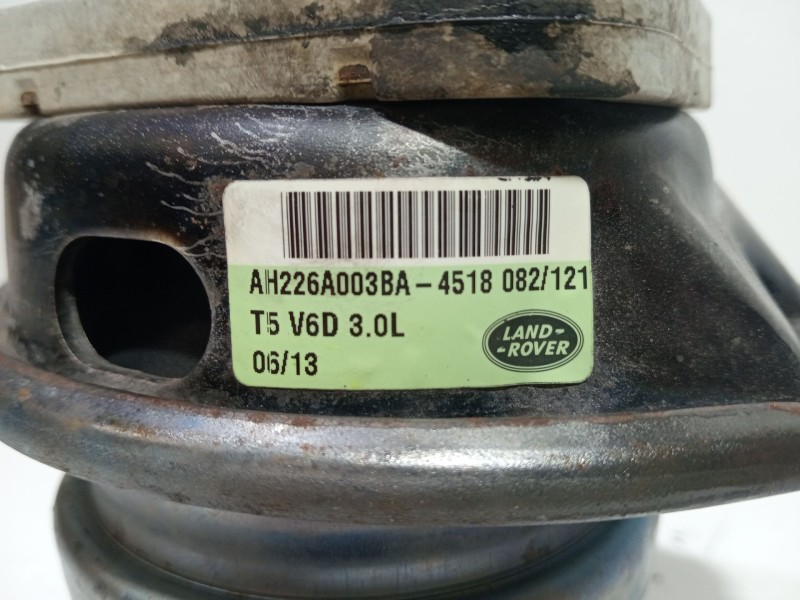 AH226A003BA-4518 082/121
T5 V6D 3.0L
LAND-
-ROVER
06/13